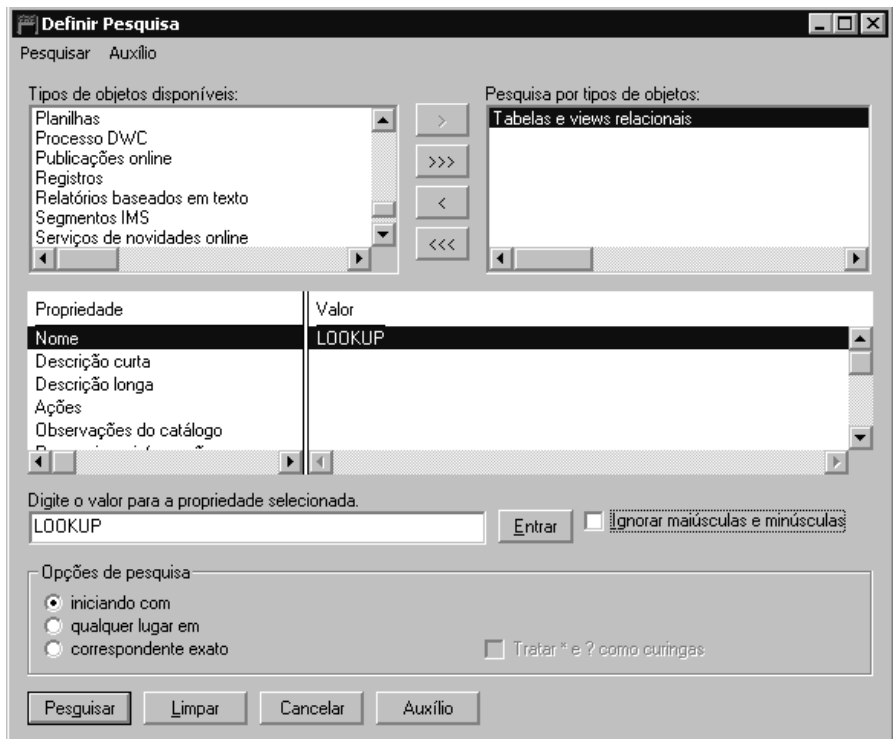 Definir Pesquisa
Pesquisar Auxílio
Tipos de objetos disponíveis:
Planilhas
Processo DWC
Publicações online
Registros
Relatórios baseados em texto
Segmentos IMS
Serviços de novidades online
>
>>>
<
<<<
Pesquisa por tipos de objetos:
Tabelas e views relacionais
Propriedade Valor
Nome LOOKUP
Descrição curta
Descrição longa
Ações
Observações do catálogo
Digite o valor para a propriedade selecionada.
LOOKUP Entrar Ignorar maiúsculas e minúsculas
Opções de pesquisa
iniciando com
qualquer lugar em
correspondente exato Tratar * e ? como curingas
Pesquisar Limpar Cancelar Auxílio